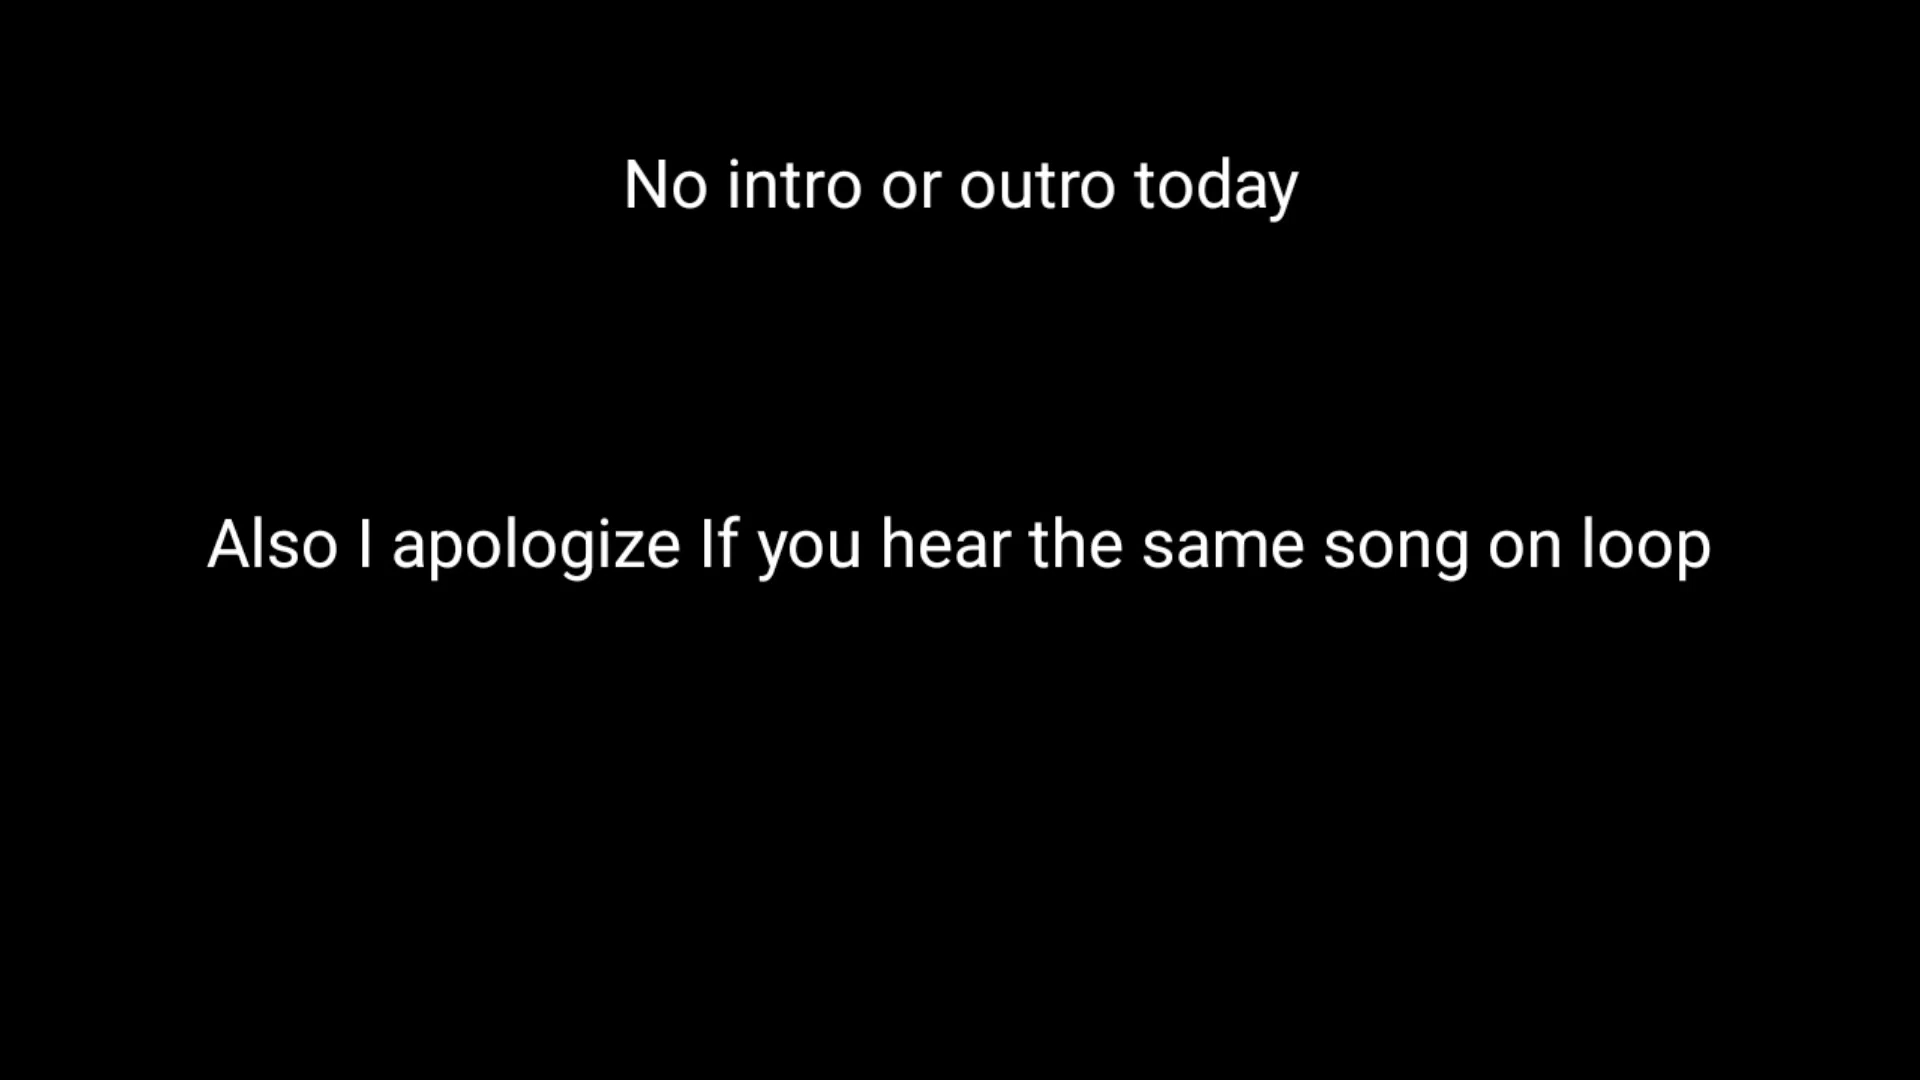 No intro or outro today
Also I apologize If you hear the same song on loop